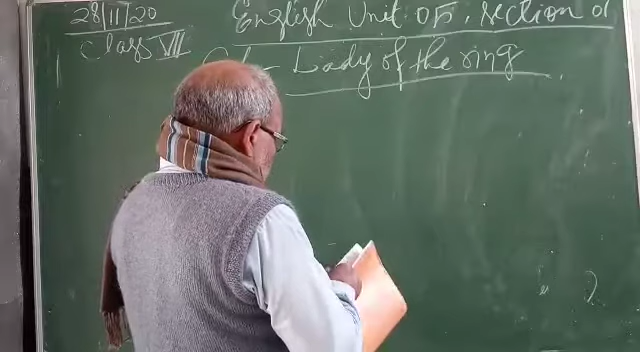 28/11/20
English Unit 05, section 01
Class VII
Lady of the ring